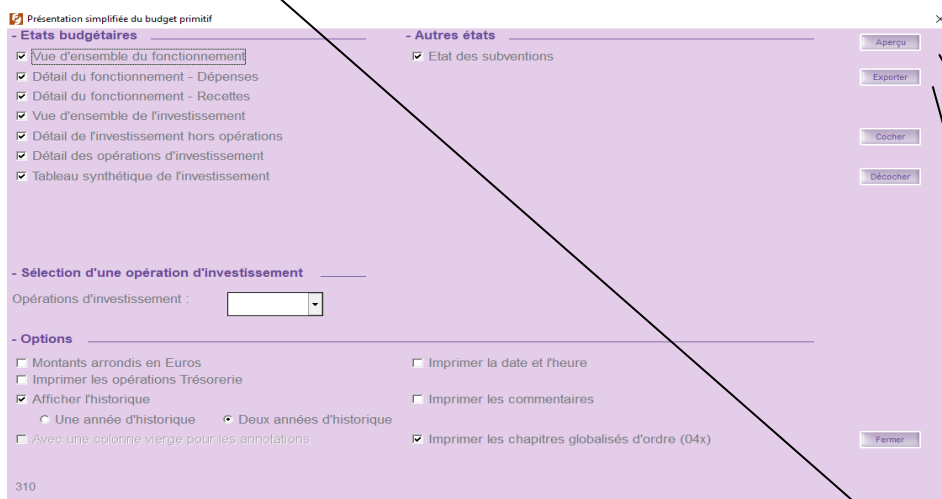 Présentation simplifiée du budget primitif
- Etats budgétaires
Vue d'ensemble du fonctionnement
Détail du fonctionnement - Dépenses
Détail du fonctionnement - Recettes
Vue d'ensemble de l'investissement
Détail de l'investissement hors opérations
Détail des opérations d'investissement
Tableau synthétique de l'investissement
- Autres états
Etat des subventions
Aperçu
Exporter
Cocher
Décocher
- Sélection d'une opération d'investissement
Opérations d'investissement :
- Options
Montants arrondis en Euros
Imprimer les opérations Trésorerie
Afficher l'historique
Une année d'historique
Deux années d'historique
Avec une colonne vierge pour les annotations
Imprimer la date et l'heure
Imprimer les commentaires
Imprimer les chapitres globalisés d'ordre (04x)
Fermer
310